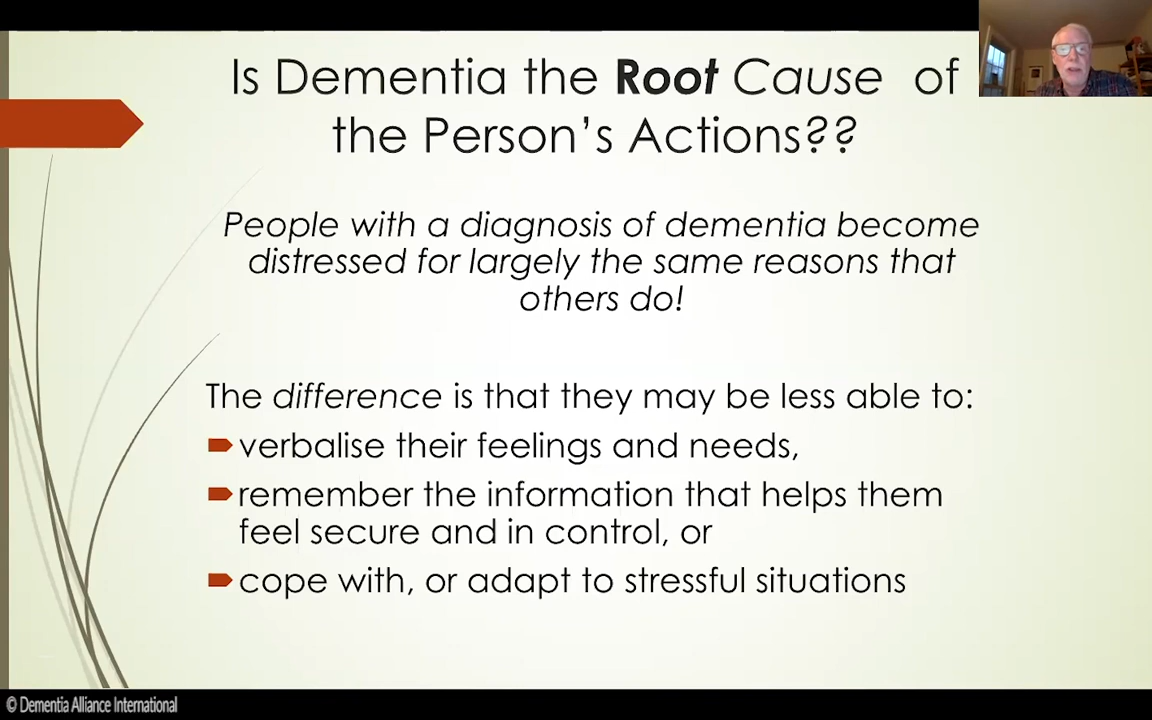 Is Dementia the Root Cause of
the Person's Actions??
People with a diagnosis of dementia become
distressed for largely the same reasons that
others do!
The difference is that they may be less able to:
verbalise their feelings and needs,
remember the information that helps them
feel secure and in control, or
cope with, or adapt to stressful situations
© Dementia Alliance International